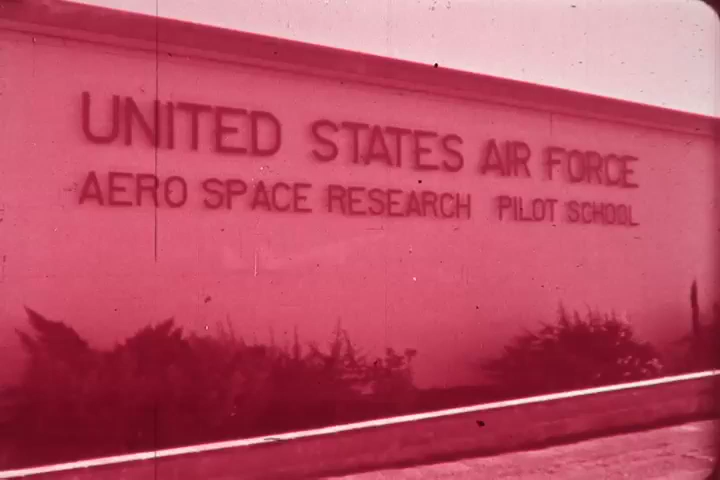 UNITED STATES AIR FORCE
AERO SPACE RESEARCH PILOT SCHOOL